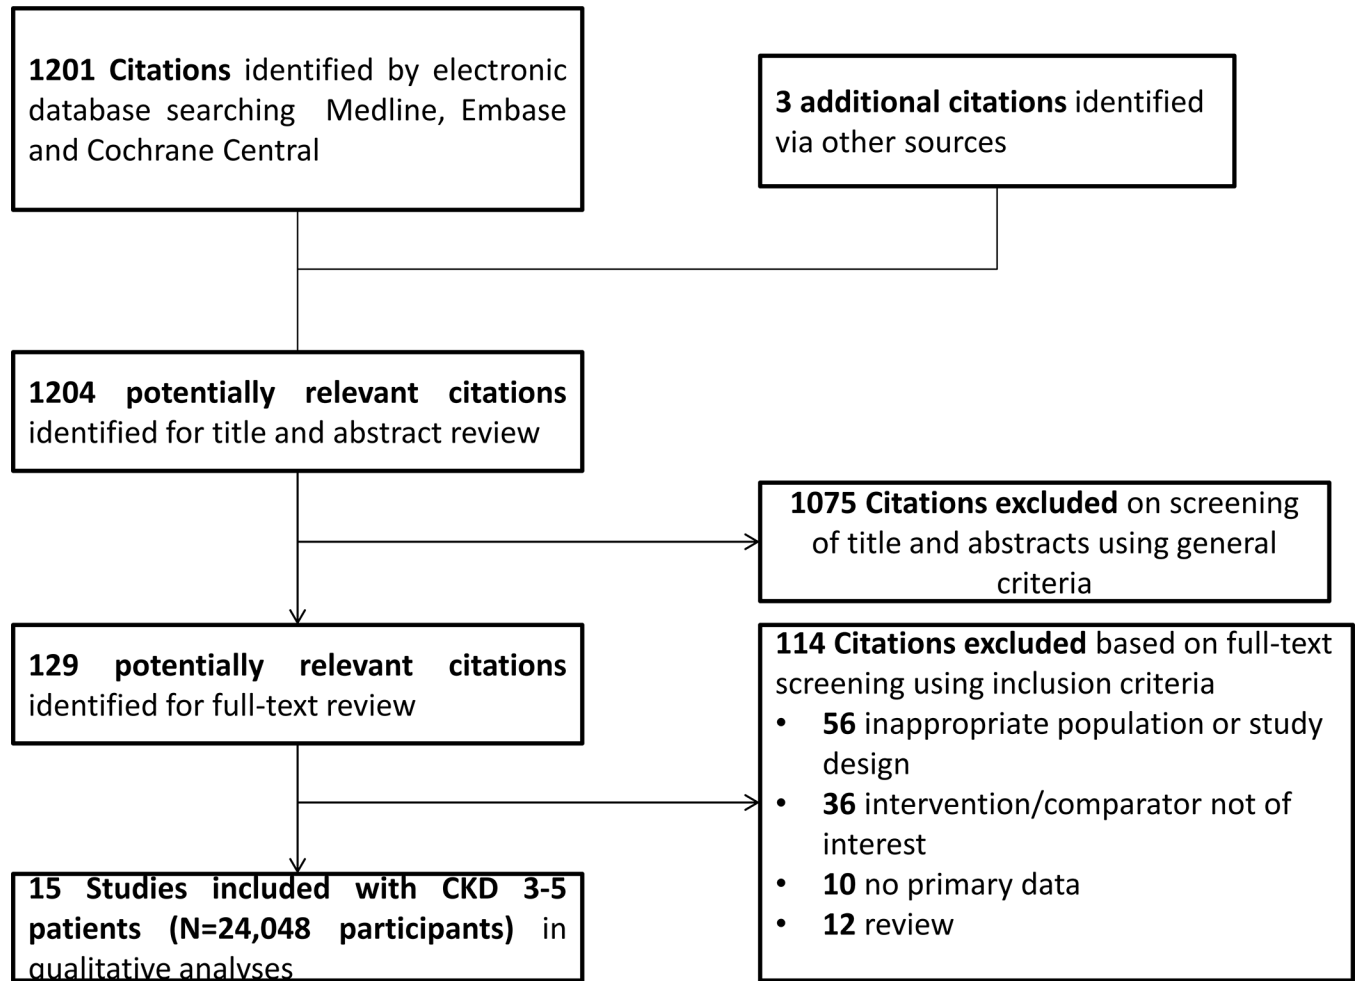 1201 Citations identified by electronic
database searching Medline, Embase
and Cochrane Central
3 additional citations identified
via other sources
1204 potentially relevant citations
identified for title and abstract review
1075 Citations excluded on screening
of title and abstracts using general
criteria
129 potentially relevant citations
identified for full-text review
114 Citations excluded based on full-text
screening using inclusion criteria
• 56 inappropriate population or study
design
• 36 intervention/comparator not of
interest
• 10 no primary data
• 12 review
15 Studies included with CKD 3-5
patients (N=24,048 participants) in
qualitative analyses